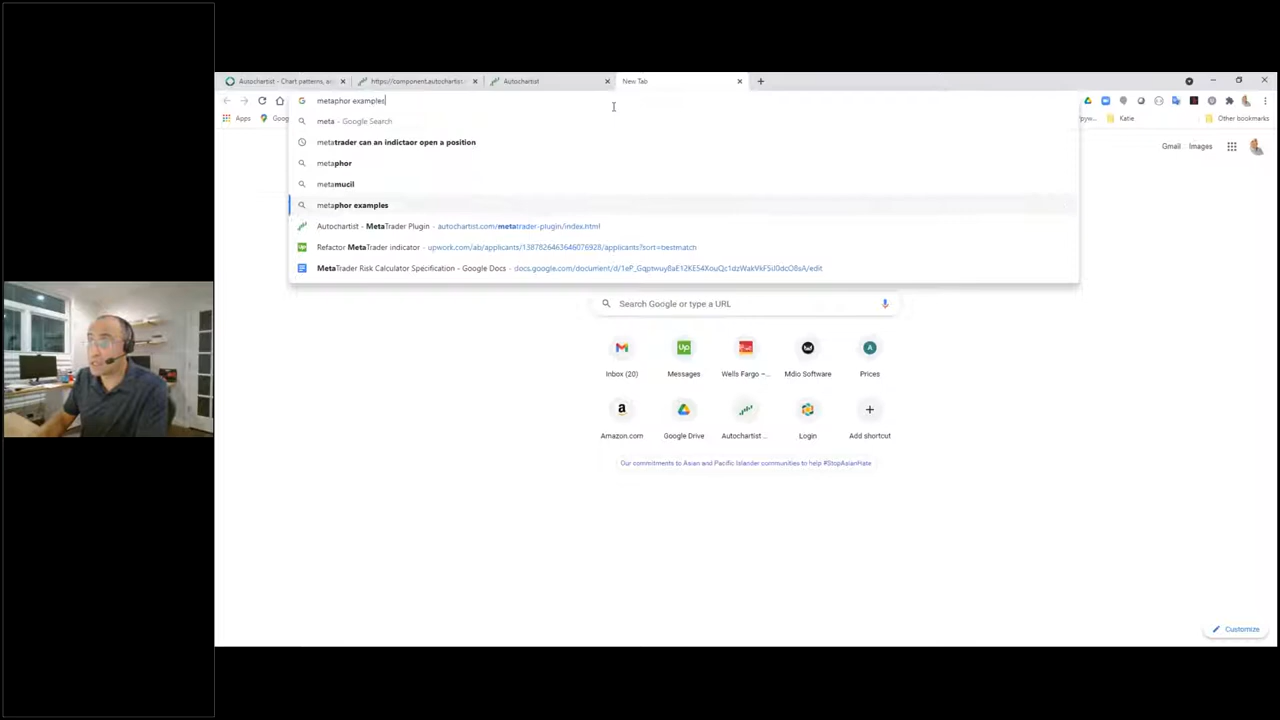 Autochartist - Chart patterns, an
https://component.autochartist.
Autochartist
New Tab
metaphor examples
Apps
Goog
Katie
Other bookmarks
meta - Google Search
metatrader can an indictaor open a position
metaphor
metamucil
metaphor examples
Autochartist - MetaTrader Plugin - autochartist.com/metatrader-plugin/index.html
Refactor MetaTrader indicator - upwork.com/ab/applicants/1387826463646076928/applicants?sort=bestmatch
MetaTrader Risk Calculator Specification - Google Docs
Gmail Images
Search Google or type a URL
Inbox (20)
Messages
Wells Fargo –...
Mdio Software
Prices
Amazon.com
Google Drive
Autochartist ...
Login
Add shortcut
Our commitments to Asian and Pacific Islander communities to help #StopAsianHate
Customize